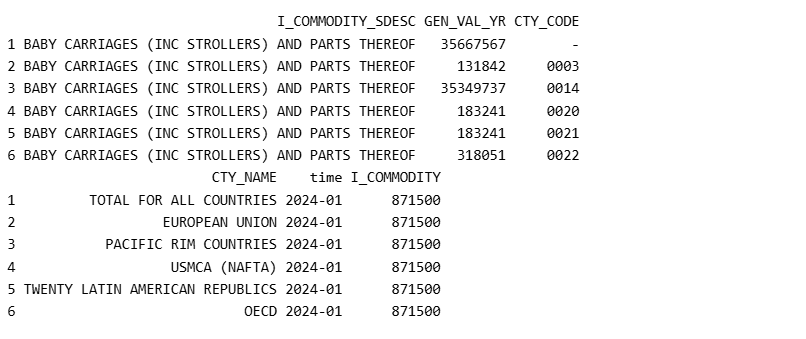 I_COMMODITY_SDESC GEN_VAL_YR CTY_CODE
1 BABY CARRIAGES (INC STROLLERS) AND PARTS THEREOF 35667567 -
2 BABY CARRIAGES (INC STROLLERS) AND PARTS THEREOF 131842 0003
3 BABY CARRIAGES (INC STROLLERS) AND PARTS THEREOF 35349737 0014
4 BABY CARRIAGES (INC STROLLERS) AND PARTS THEREOF 183241 0020
5 BABY CARRIAGES (INC STROLLERS) AND PARTS THEREOF 183241 0021
6 BABY CARRIAGES (INC STROLLERS) AND PARTS THEREOF 318051 0022
CTY_NAME time I_COMMODITY
1 TOTAL FOR ALL COUNTRIES 2024-01 871500
2 EUROPEAN UNION 2024-01 871500
3 PACIFIC RIM COUNTRIES 2024-01 871500
4 USMCA (NAFTA) 2024-01 871500
5 TWENTY LATIN AMERICAN REPUBLICS 2024-01 871500
6 OECD 2024-01 871500